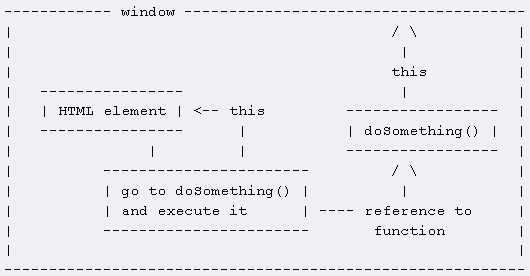 ------------ window --------------------------------------
|                                          / \           |
|                                           |            |
|                                          this          |
|   ----------------                        |            |
|   | HTML element | <-- this         -----------------  |
|   ----------------      |           | doSomething() |  |
|               |         |           -----------------  |
|          -----------------------         / \           |
|          | go to doSomething() |          |            |
|          | and execute it      | ---- reference to     |
|          -----------------------       function        |
|                                                        |
----------------------------------------------------------